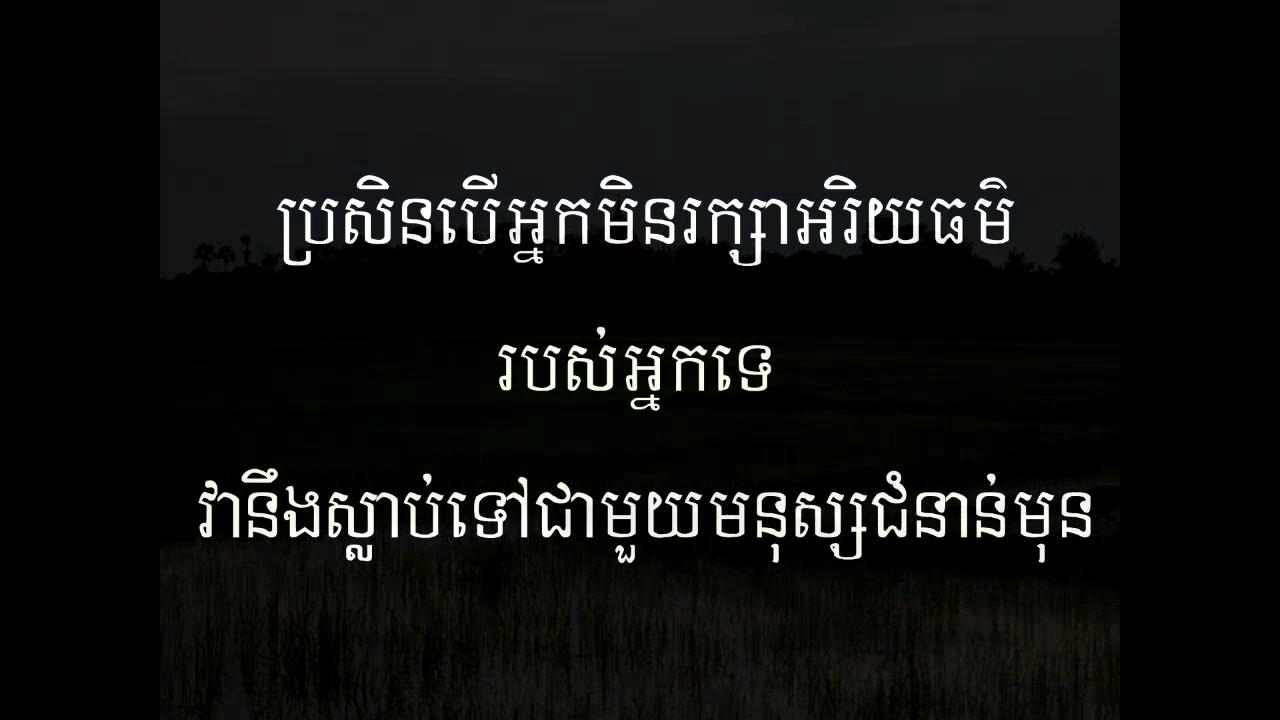 ប្រសិនបើអ្នកមិនរក្សាអរិយធម៌
របស់អ្នកទេ
វានឹងស្លាប់ទៅជាមួយមនុស្សជំនាន់មុន